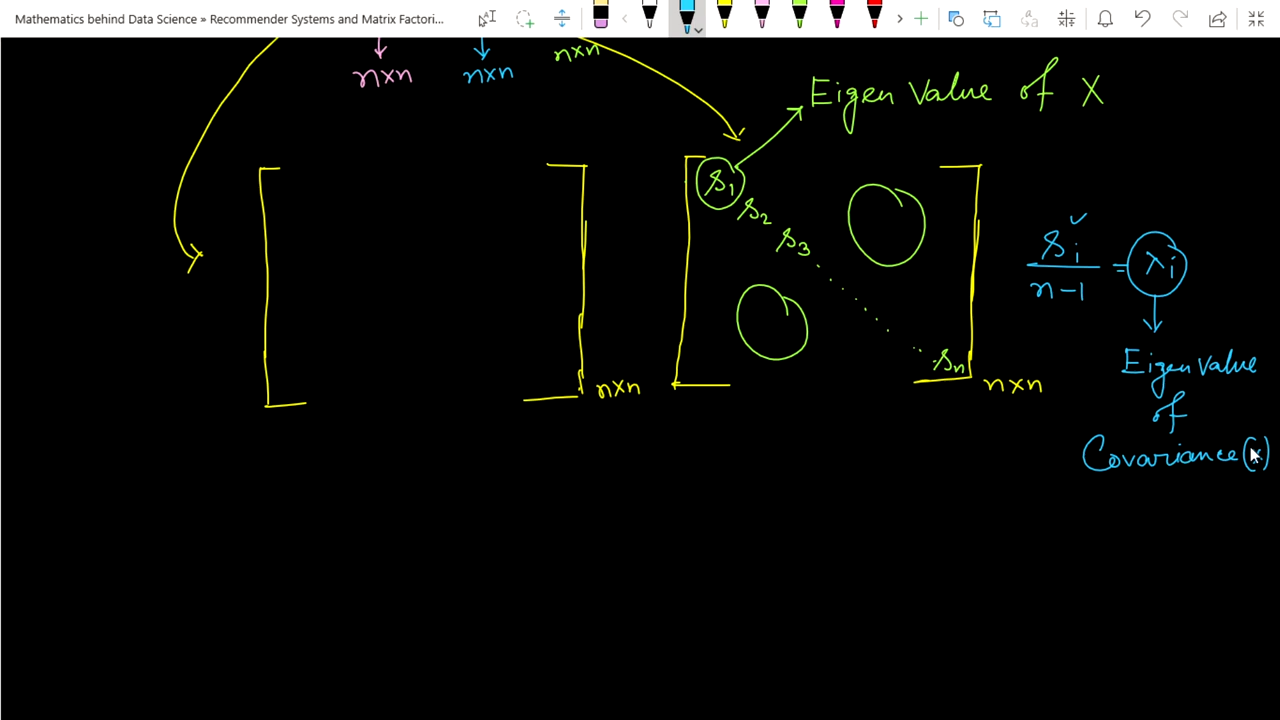 Mathematics behind Data Science » Recommender Systems and Matrix Factori...
n×n
n×n
n×n
Eigen Value of X
s1
s2
s3
sn
n×n
n×n
si
n-1
= λi
Eigen Value
of
Covariance(x)